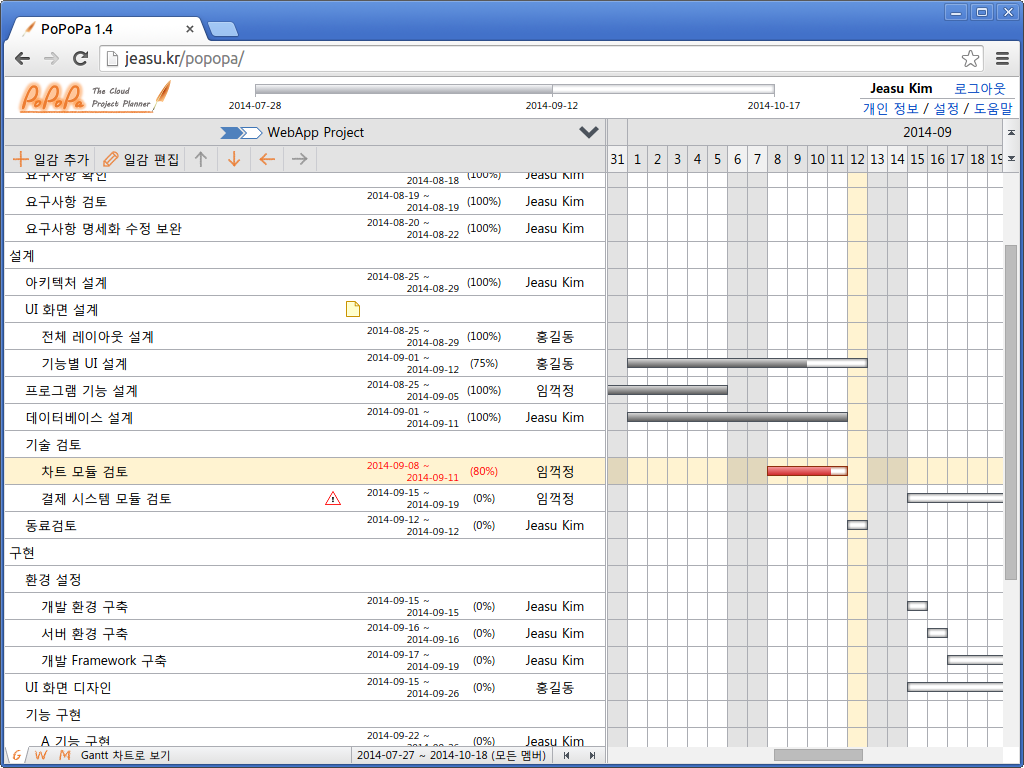 PoPoPa 1.4
jeasu.kr/popopa/
PoPoPa The Cloud
Project Planner
2014-07-28 2014-09-12 2014-10-17
Jeasu Kim 로그아웃
개인 정보 / 설정 / 도움말
WebApp Project 2014-09
일감 추가 일감 편집
31 1 2 3 4 5 6 7 8 9 10 11 12 13 14 15 16 17 18 19
요구사항 확인 2014-08-18 (100%) Jeasu Kim
요구사항 검토 2014-08-19 ~ 2014-08-19 (100%) Jeasu Kim
요구사항 명세화 수정 보완 2014-08-20 ~ 2014-08-22 (100%) Jeasu Kim
설계
아키텍처 설계 2014-08-25 ~ 2014-08-29 (100%) Jeasu Kim
UI 화면 설계
전체 레이아웃 설계 2014-08-25 ~ 2014-08-29 (100%) 홍길동
기능별 UI 설계 2014-09-01 ~ 2014-09-12 (75%) 홍길동
프로그램 기능 설계 2014-08-25 ~ 2014-09-05 (100%) 임꺽정
데이터베이스 설계 2014-09-01 ~ 2014-09-11 (100%) Jeasu Kim
기술 검토
차트 모듈 검토 2014-09-08 ~ 2014-09-11 (80%) 임꺽정
결제 시스템 모듈 검토 2014-09-15 ~ 2014-09-19 (0%) 임꺽정
동료검토 2014-09-12 ~ 2014-09-12 (0%) Jeasu Kim
구현
환경 설정
개발 환경 구축 2014-09-15 ~ 2014-09-15 (0%) Jeasu Kim
서버 환경 구축 2014-09-16 ~ 2014-09-16 (0%) Jeasu Kim
개발 Framework 구축 2014-09-17 ~ 2014-09-19 (0%) Jeasu Kim
UI 화면 디자인 2014-09-15 ~ 2014-09-26 (0%) 홍길동
기능 구현
A 기능 구현 2014-09-22 ~ 2014-09-26 (0%) Jeasu Kim
G W M Gantt 차트로 보기 2014-07-27 ~ 2014-10-18 (모든 멤버)